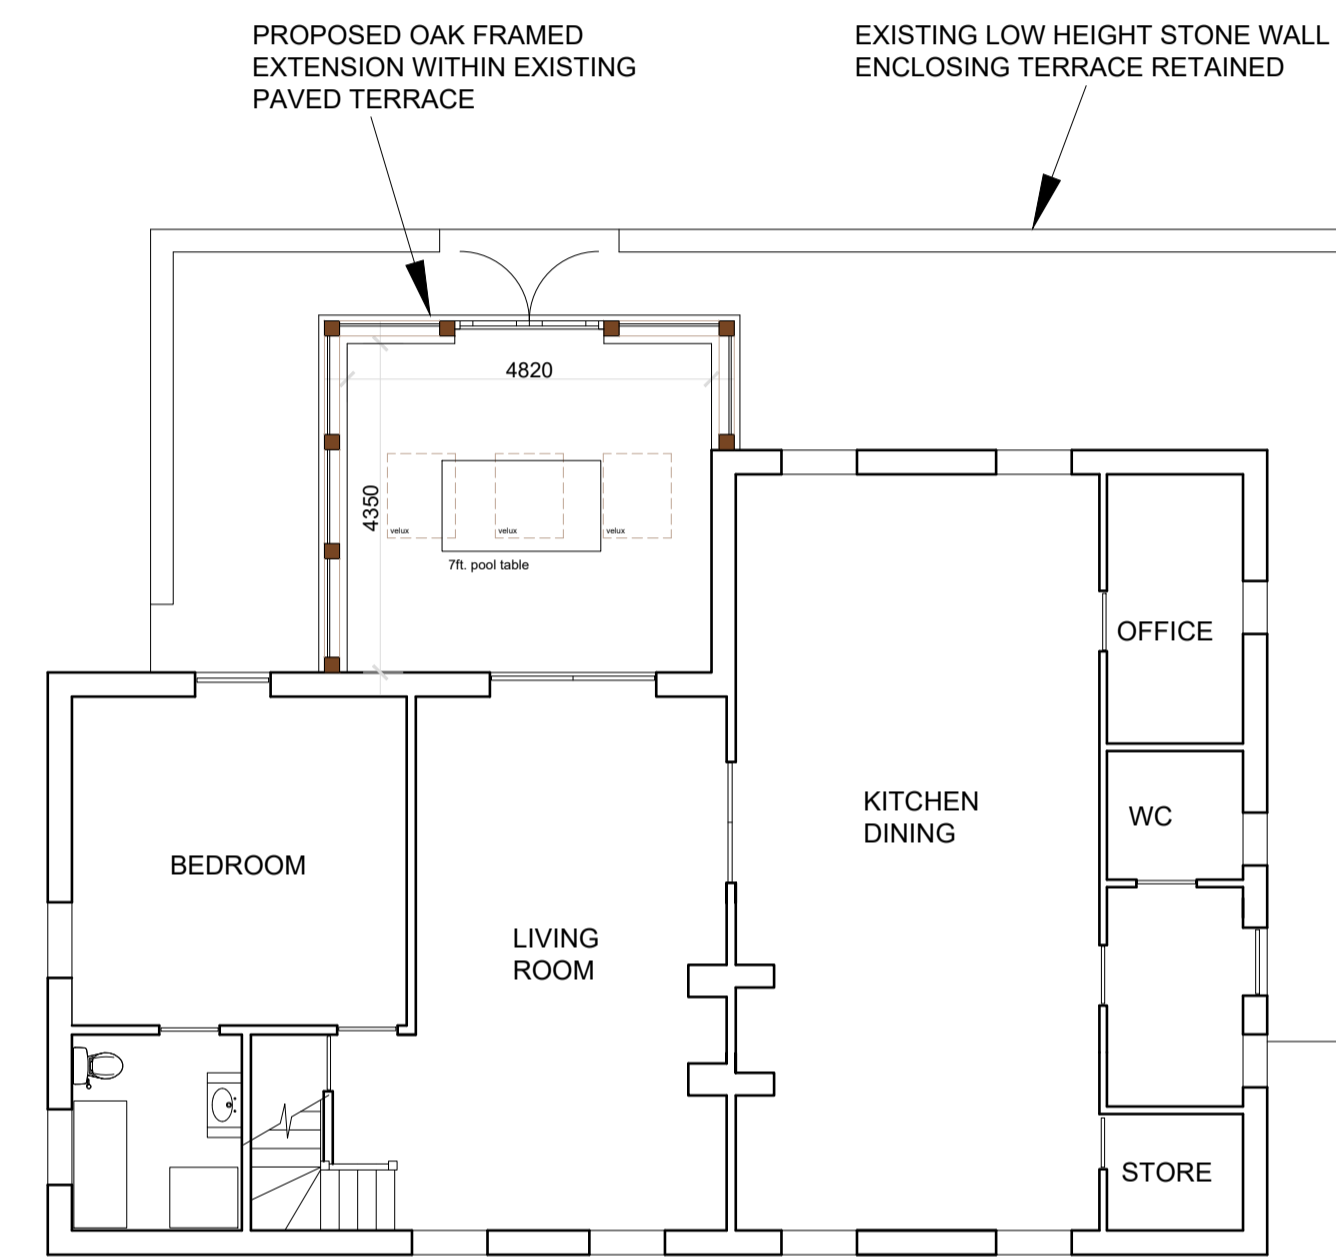 PROPOSED OAK FRAMED
EXTENSION WITHIN EXISTING
PAVED TERRACE
EXISTING LOW HEIGHT STONE WALL
ENCLOSING TERRACE RETAINED
4820
4350
velux
velux
velux
7ft. pool table
OFFICE
KITCHEN
DINING
WC
BEDROOM
LIVING
ROOM
STORE